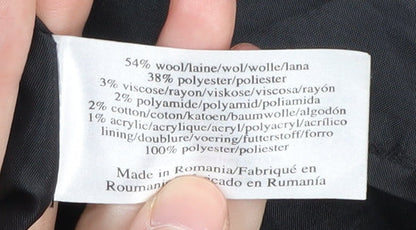 54% wool/laine/wol/wolle/lana
38% polyester/poliester
3% viscose/rayon/viskose/viscosa/rayón
2% polyamide/polyamid/poliamida
2% cotton/coton/katoen/baumwolle/algodón
1% acrylic/acrylique/acryl/polyacryl/acrílico
lining/doublure/voering/futterstoff/forro
100% polyester/poliester
Made in Romania/Fabriqué en
en Rumanía